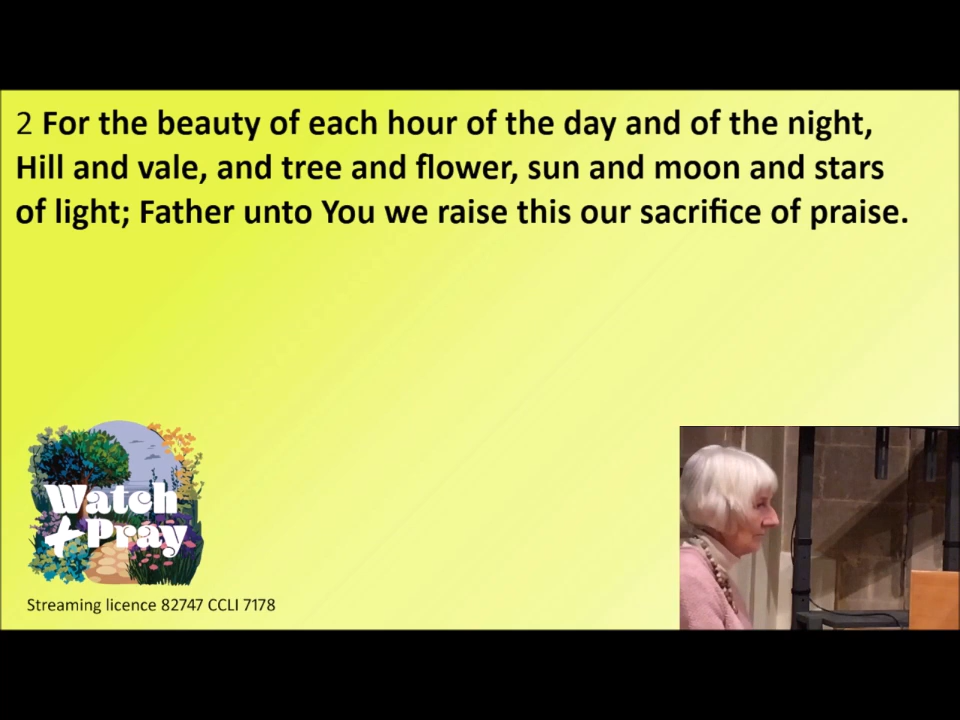 2 For the beauty of each hour of the day and of the night,
Hill and vale, and tree and flower, sun and moon and stars
of light; Father unto You we raise this our sacrifice of praise.
Watch
+Pray
Streaming licence 82747 CCLI 7178